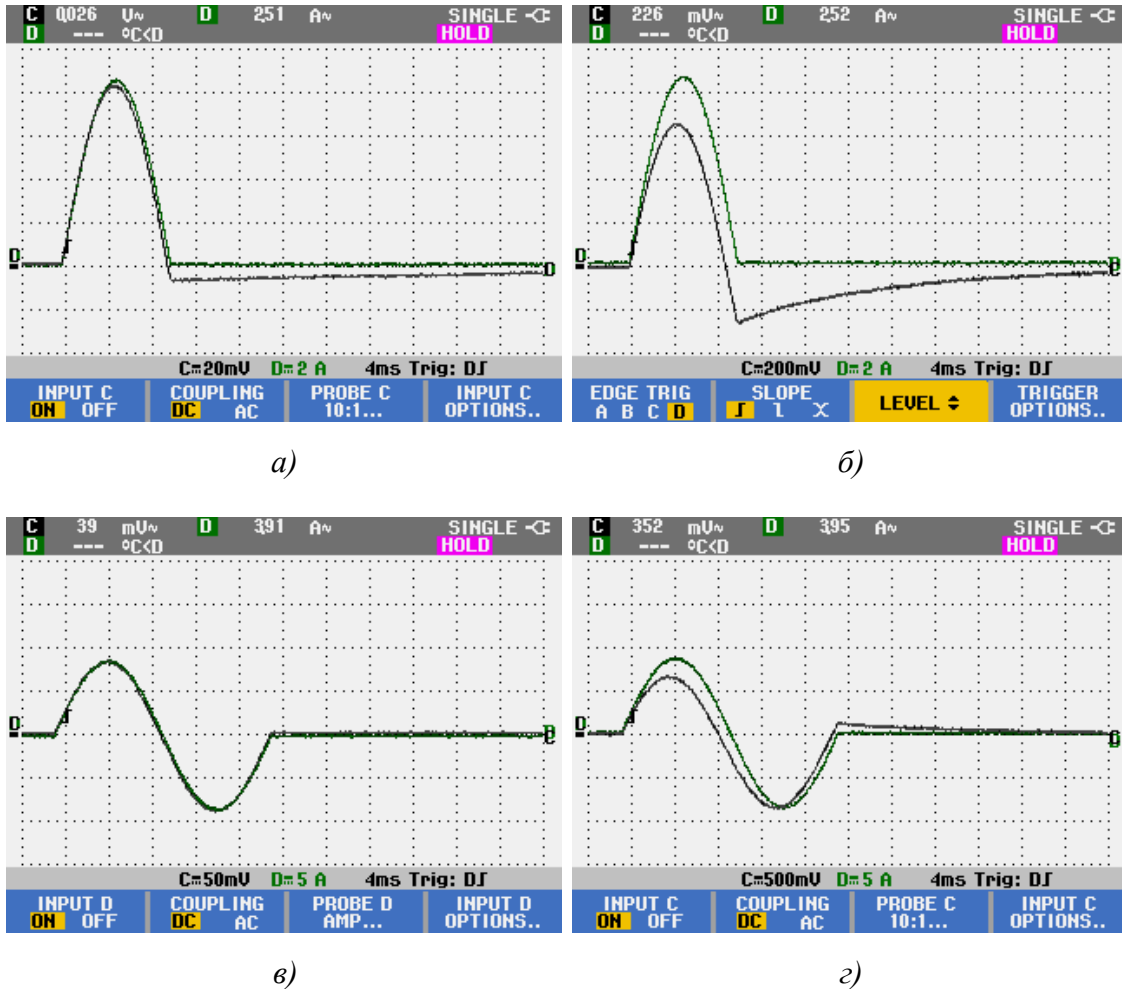 C 0,026 V~ D 2,51 A~ SINGLE
D --- °C<D HOLD
D
D
C=20mV D=2 A 4ms Trig: D∫
INPUT C COUPLING PROBE C INPUT C
ON OFF DC AC 10:1... OPTIONS..
C 226 mV~ D 2,52 A~ SINGLE
D --- °C<D HOLD
D
C=200mV D=2 A 4ms Trig: D∫
EDGE TRIG SLOPE LEVEL TRIGGER
A B C D OPTIONS..
а) б)
C 39 mV~ D 3,91 A~ SINGLE
D --- °C<D HOLD
D
C=50mV D=5 A 4ms Trig: D∫
INPUT D COUPLING PROBE D INPUT D
ON OFF DC AC AMP... OPTIONS..
C 352 mV~ D 3,95 A~ SINGLE
D --- °C<D HOLD
D
C=500mV D=5 A 4ms Trig: D∫
INPUT C COUPLING PROBE C INPUT C
ON OFF DC AC 10:1... OPTIONS..
в) г)